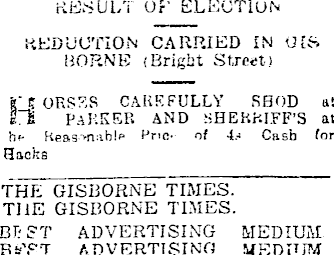 RESULT OF ELECTION
REDUCTION CARRIED IN GIS
BORNE (Bright Street)
HORSES CAREFULLY SHOD at
PARKER AND SHERRIFF'S at
he Reasonable Price of 4s Cash for
Hacks
THE GISBORNE TIMES.
THE GISBORNE TIMES.
BEST ADVERTISING MEDIUM
BEST ADVERTISING MEDIUM